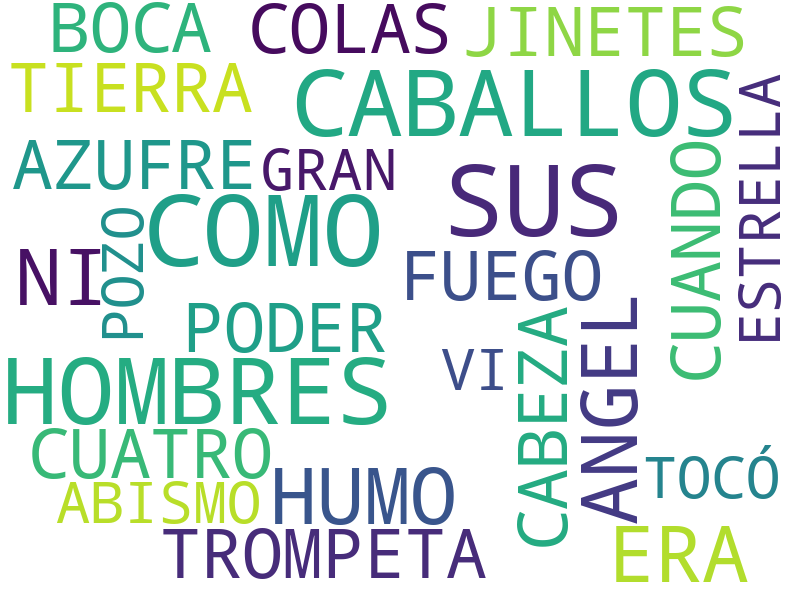 BOCA
COLAS
JINETES
TIERRA
CABALLOS
ESTRELLA
AZUFRE
GRAN
CUANDO
SUS
COMO
POZO
NI
FUEGO
PODER
ANGEL
CABEZA
VI
HOMBRES
CUATRO
TOCÓ
HUMO
ABISMO
TROMPETA
ERA